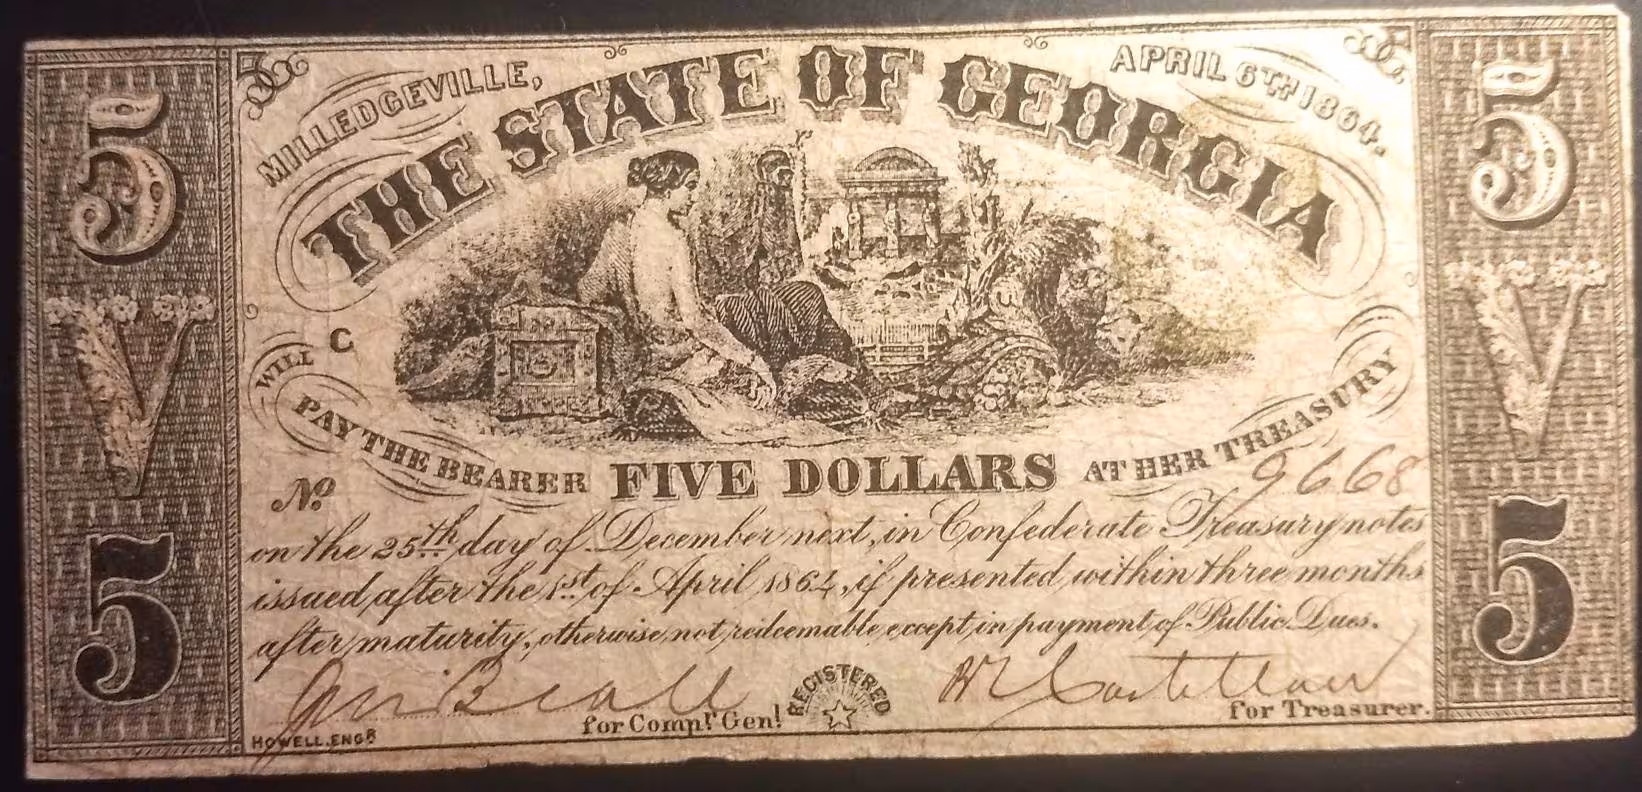 MILLEDGEVILLE,
APRIL 6TH 1864.
THE STATE OF GEORGIA
5
V
5
5
V
5
C
WILL
PAY THE BEARER FIVE DOLLARS AT HER TREASURY
No 9668
on the 25th day of December next, in Confederate Treasury notes
issued after the 1st of April 1864, if presented within three months
after maturity, otherwise not redeemable except in payment of Public Dues.
for Compt. Gen!
REGISTERED
for Treasurer.
HOWELL. ENGR